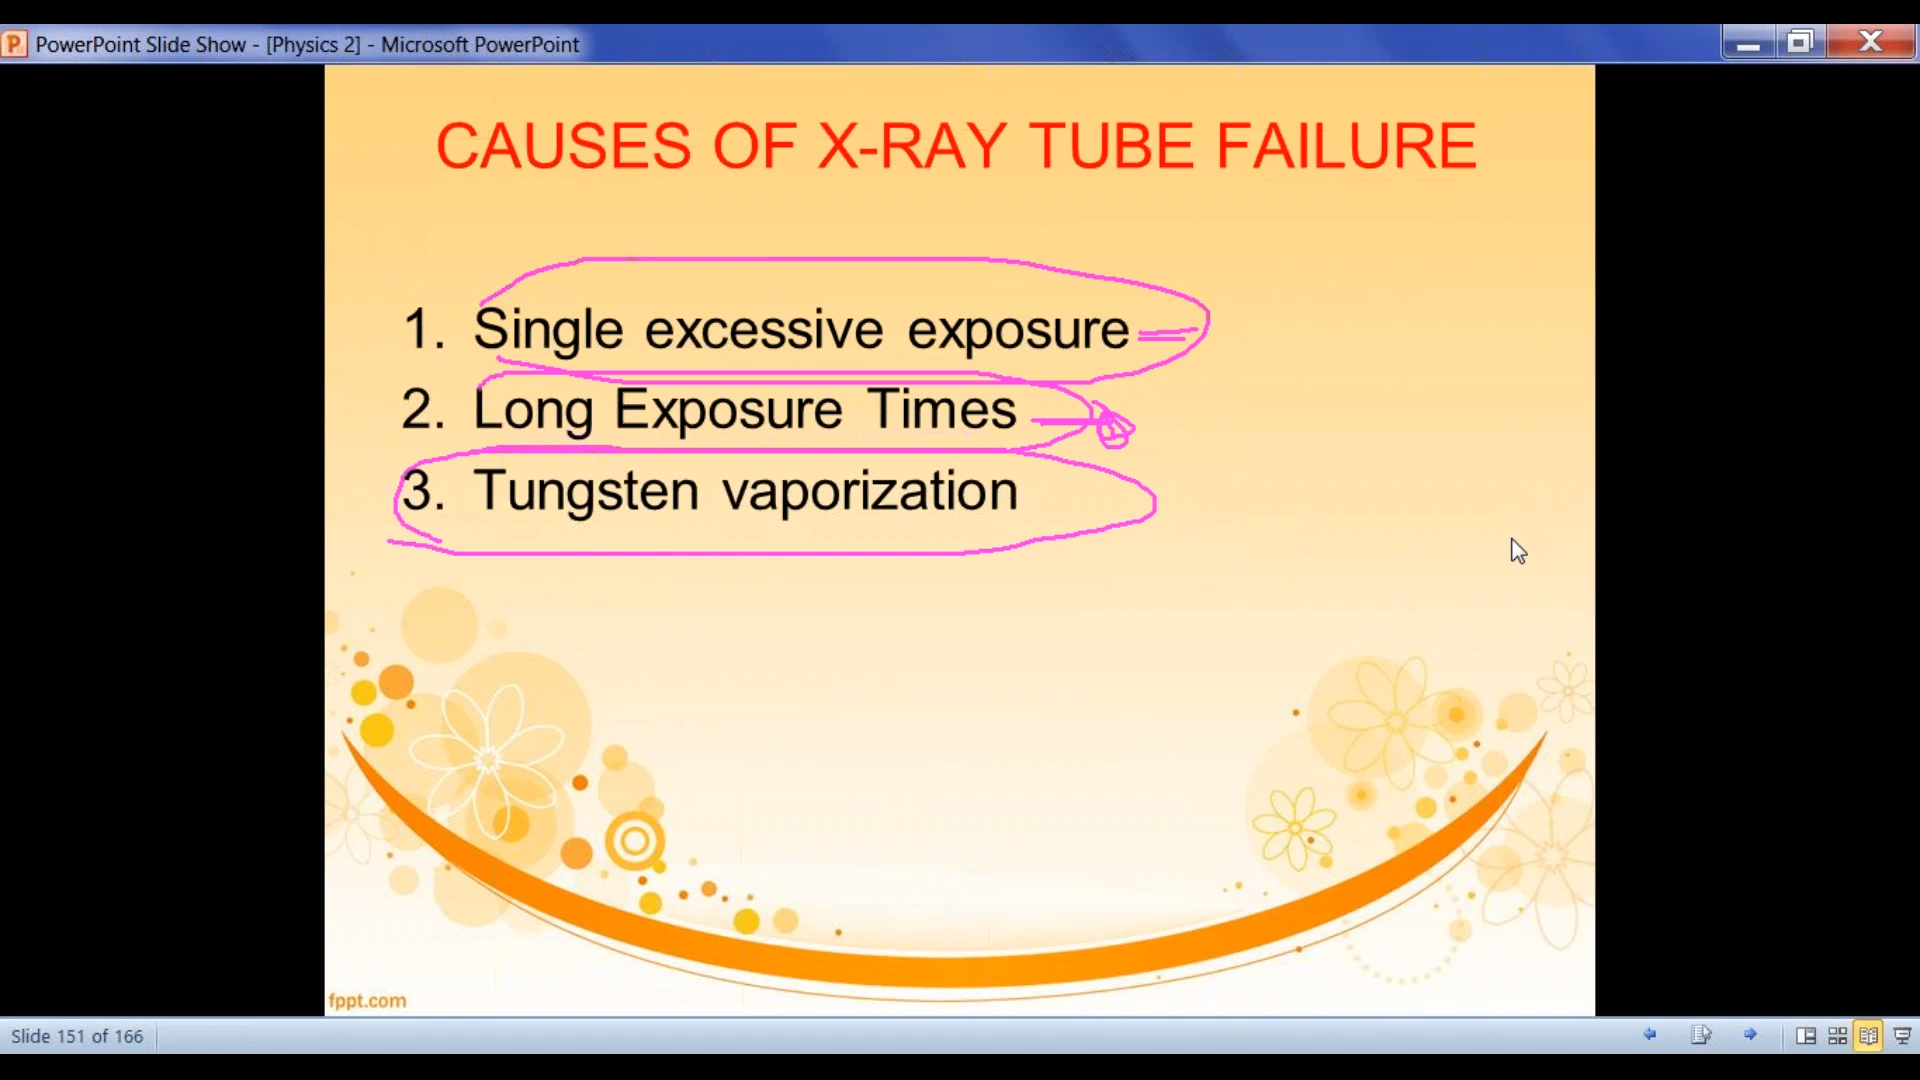 PowerPoint Slide Show - [Physics 2] - Microsoft PowerPoint
CAUSES OF X-RAY TUBE FAILURE
1. Single excessive exposure
2. Long Exposure Times
3. Tungsten vaporization
fppt.com
Slide 151 of 166